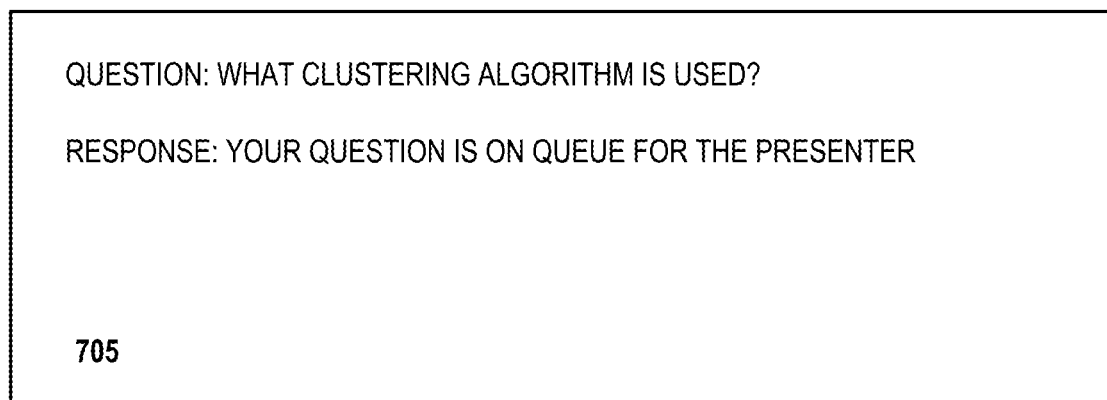 QUESTION: WHAT CLUSTERING ALGORITHM IS USED?
RESPONSE: YOUR QUESTION IS ON QUEUE FOR THE PRESENTER
705